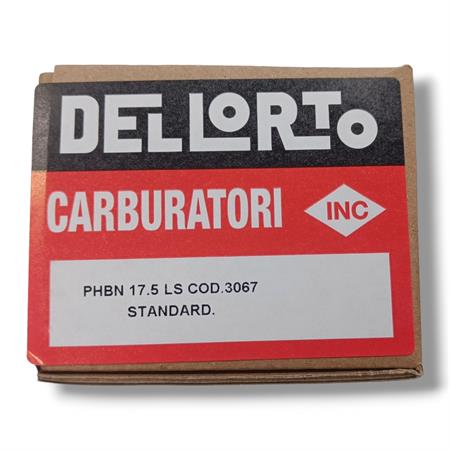 DELLORTO
CARBURATORI
INC
PHBN 17.5 LS COD.3067
STANDARD.